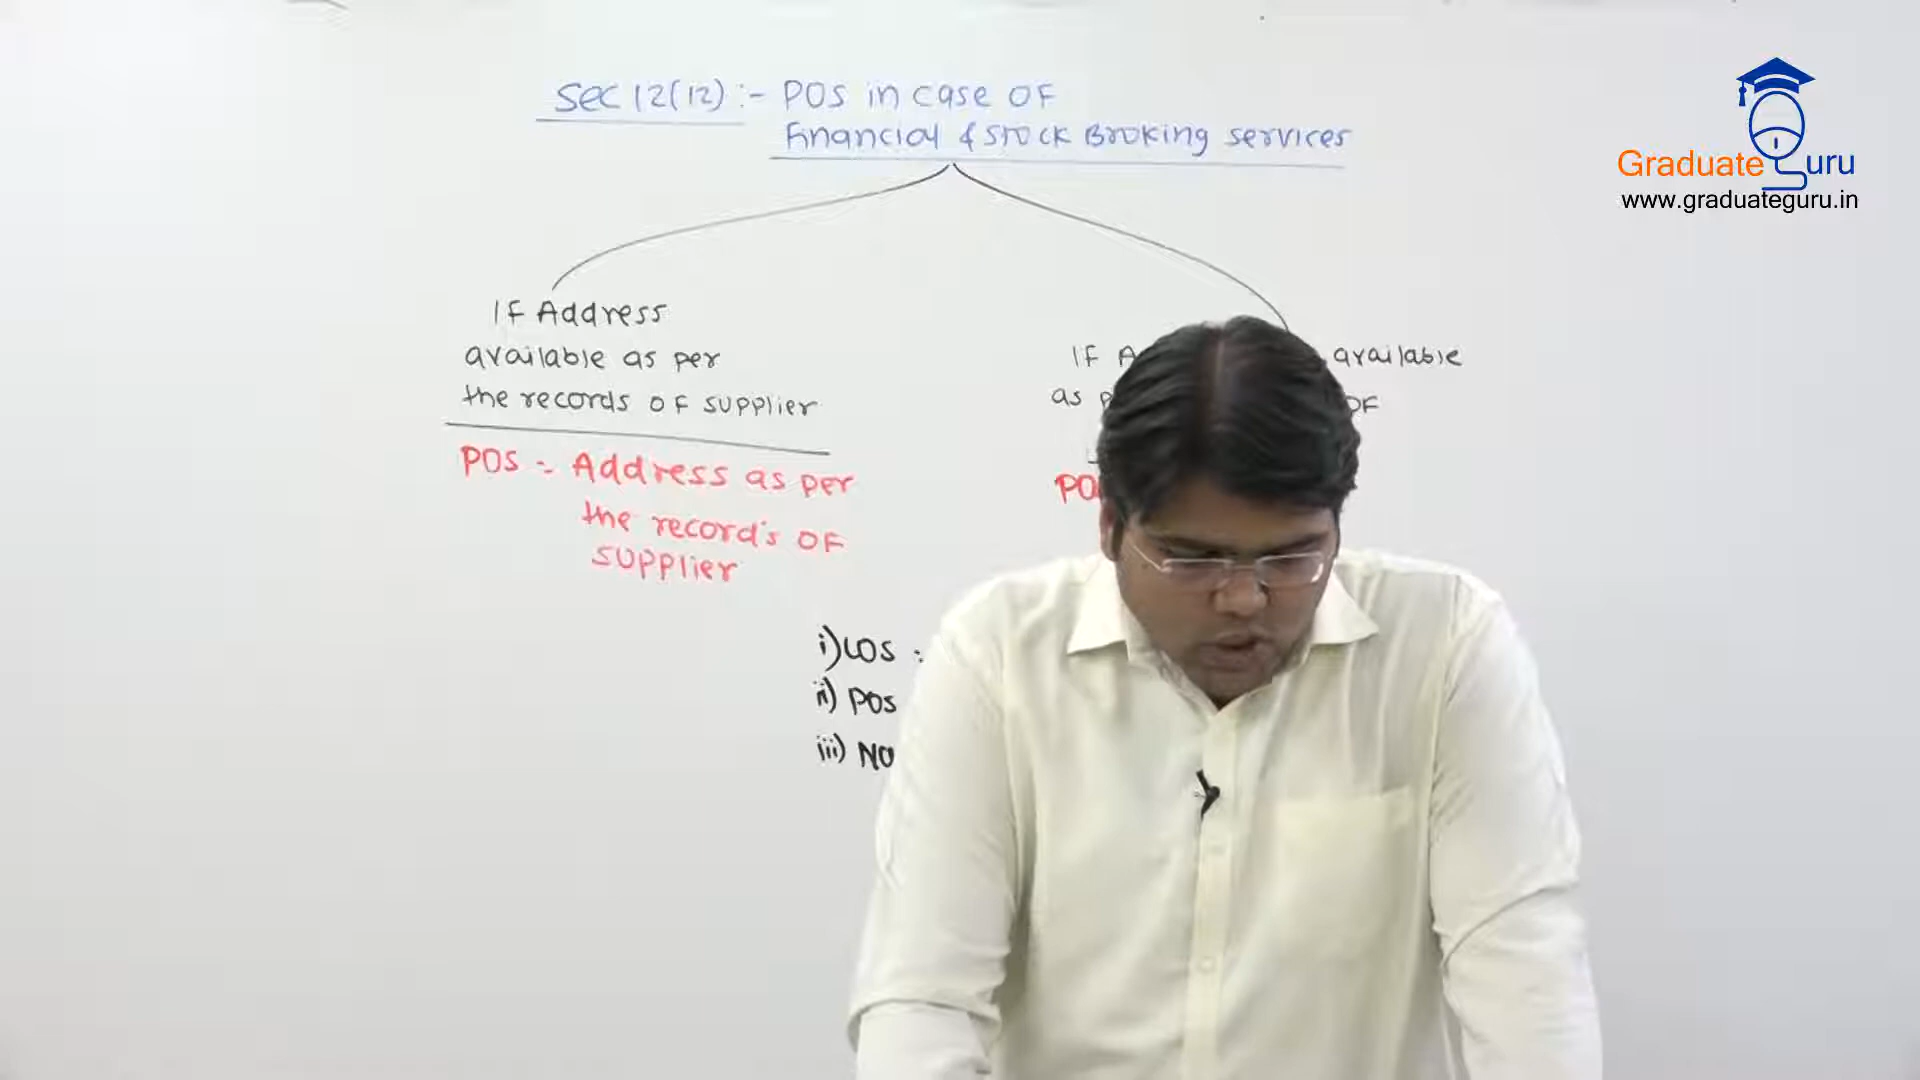 Sec 12(12) :- POS in case OF
Financial & Stock Broking services
Graduate Guru
www.graduateguru.in
IF Address
available as per
the records OF supplier
POS :- Address as per
the record's OF
supplier
IF available
as OF
i) LOS :
ii) POS
iii) NO